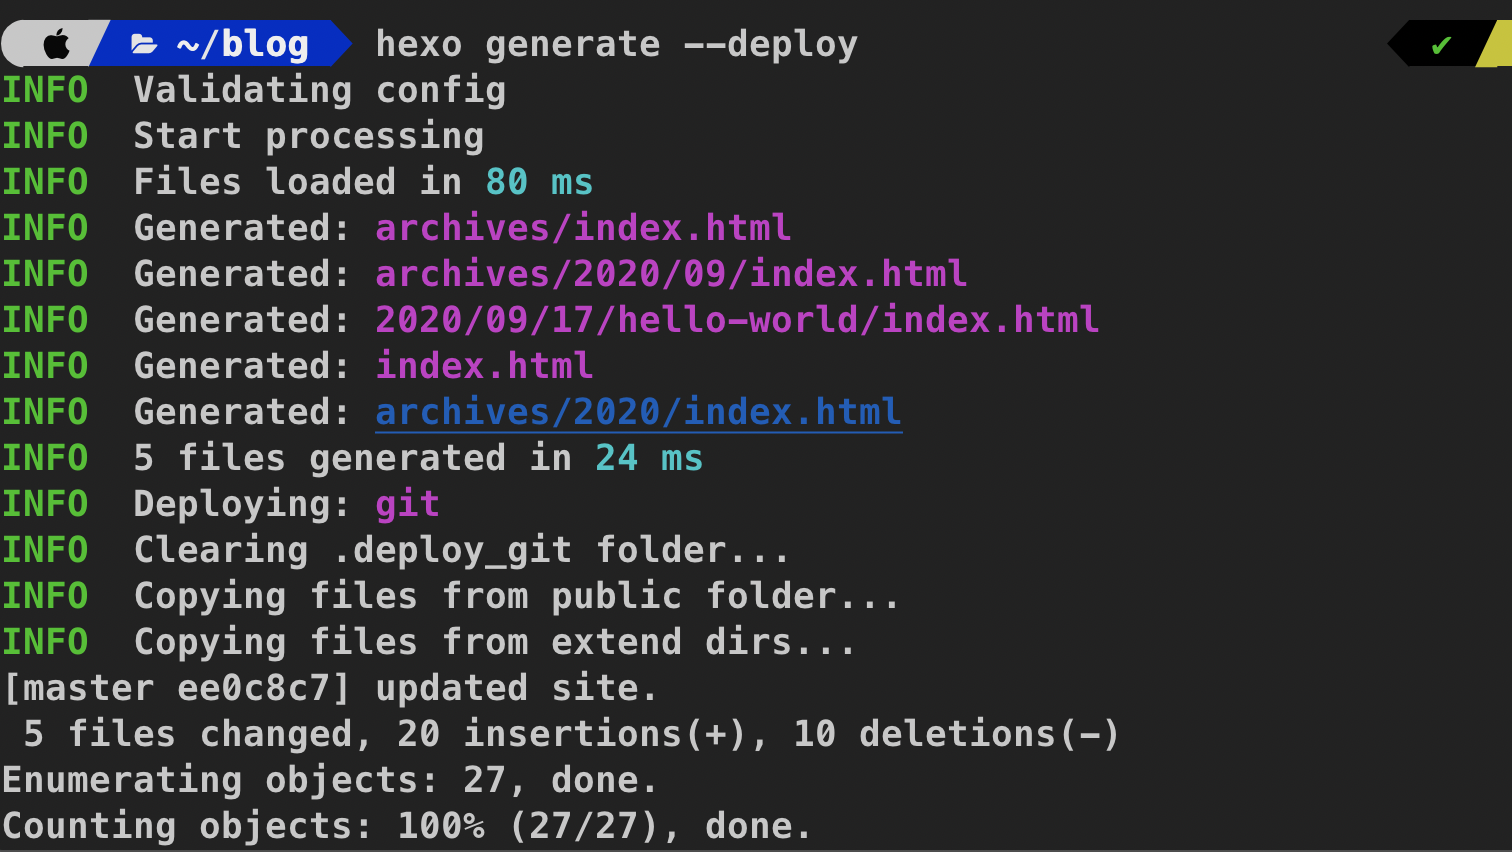 ~/blog hexo generate --deploy ✔
INFO  Validating config
INFO  Start processing
INFO  Files loaded in 80 ms
INFO  Generated: archives/index.html
INFO  Generated: archives/2020/09/index.html
INFO  Generated: 2020/09/17/hello-world/index.html
INFO  Generated: index.html
INFO  Generated: archives/2020/index.html
INFO  5 files generated in 24 ms
INFO  Deploying: git
INFO  Clearing .deploy_git folder...
INFO  Copying files from public folder...
INFO  Copying files from extend dirs...
[master ee0c8c7] updated site.
 5 files changed, 20 insertions(+), 10 deletions(-)
Enumerating objects: 27, done.
Counting objects: 100% (27/27), done.